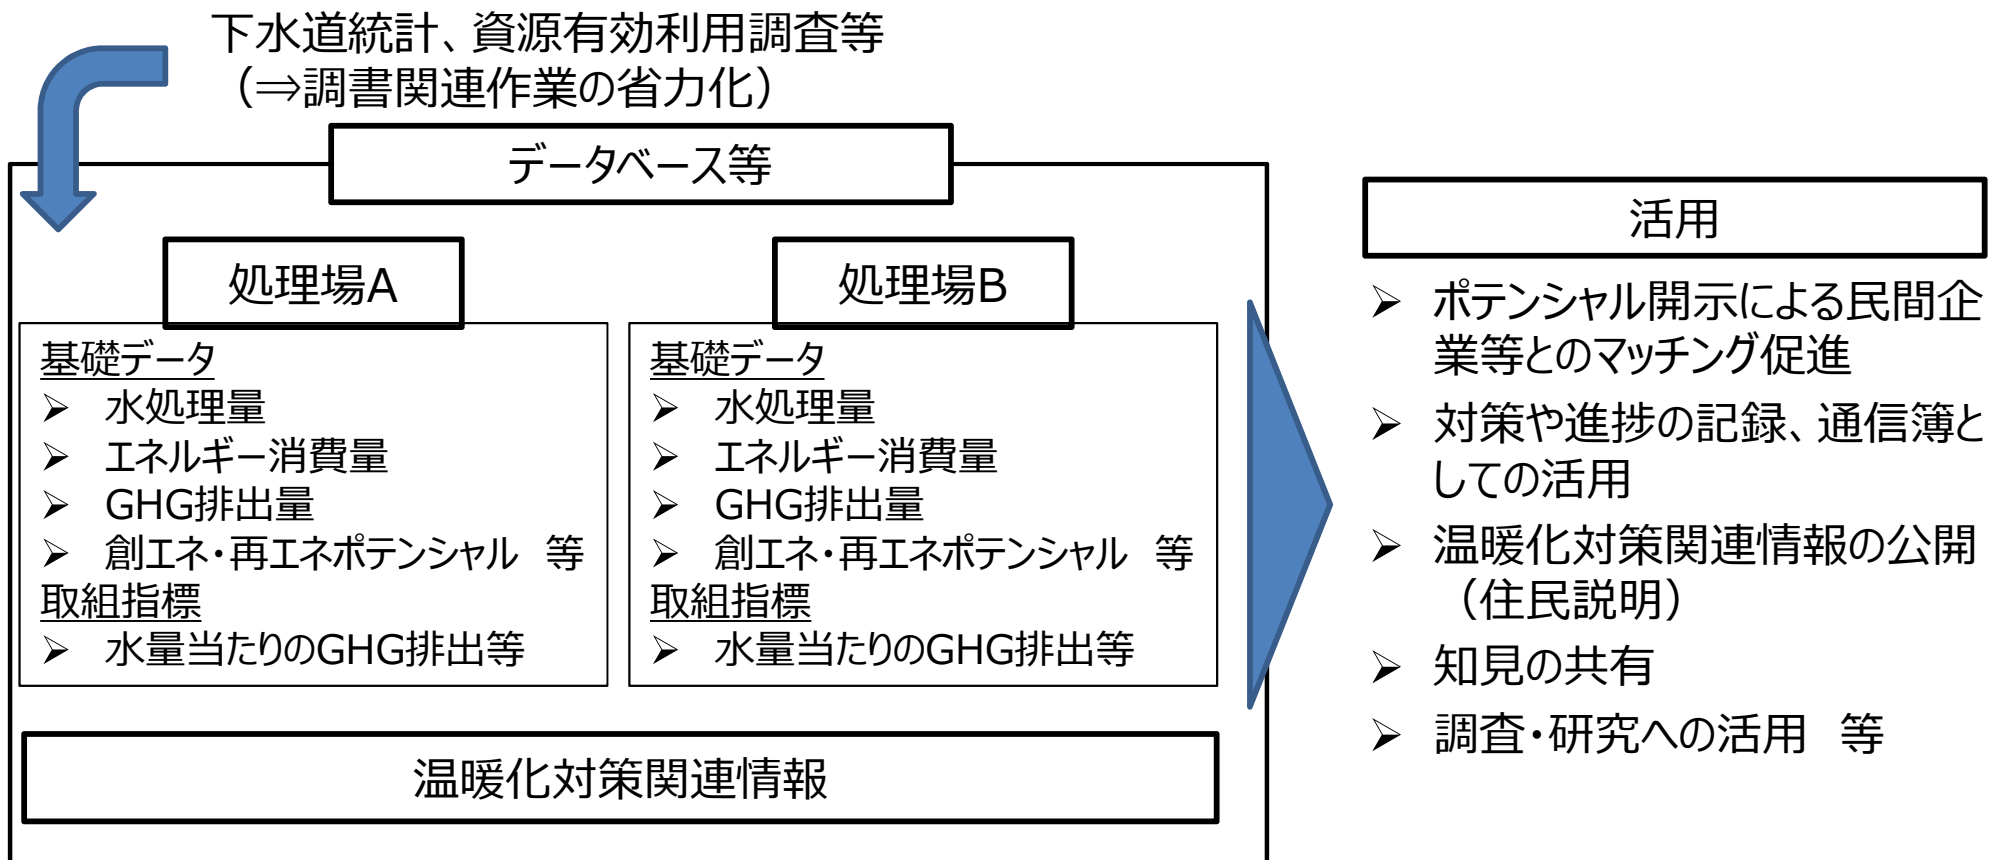 下水道統計、資源有効利用調査等
（⇒調書関連作業の省力化）
データベース等
処理場A
基礎データ
➢ 水処理量
➢ エネルギー消費量
➢ GHG排出量
➢ 創エネ・再エネポテンシャル　等
取組指標
➢ 水量当たりのGHG排出等
処理場B
基礎データ
➢ 水処理量
➢ エネルギー消費量
➢ GHG排出量
➢ 創エネ・再エネポテンシャル　等
取組指標
➢ 水量当たりのGHG排出等
温暖化対策関連情報
活用
➢ ポテンシャル開示による民間企
業等とのマッチング促進
➢ 対策や進捗の記録、通信簿と
しての活用
➢ 温暖化対策関連情報の公開
（住民説明）
➢ 知見の共有
➢ 調査・研究への活用　等